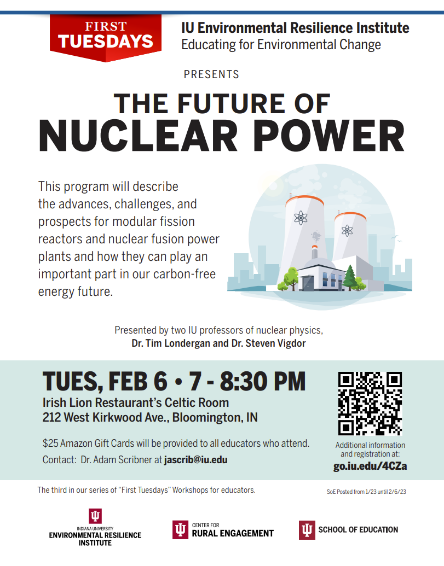 FIRST
TUESDAYS
IU Environmental Resilience Institute
Educating for Environmental Change
PRESENTS
THE FUTURE OF
NUCLEAR POWER
This program will describe
the advances, challenges, and
prospects for modular fission
reactors and nuclear fusion power
plants and how they can play an
important part in our carbon-free
energy future.
Presented by two IU professors of nuclear physics,
Dr. Tim Londergan and Dr. Steven Vigdor
TUES, FEB 6 • 7 - 8:30 PM
Irish Lion Restaurant's Celtic Room
212 West Kirkwood Ave., Bloomington, IN
$25 Amazon Gift Cards will be provided to all educators who attend.
Contact: Dr. Adam Scribner at jascrib@iu.edu
Additional information
and registration at:
go.iu.edu/4CZa
The third in our series of "First Tuesdays" Workshops for educators.
SoE Posted from 1/23 until 2/6/23
INDIANA UNIVERSITY
ENVIRONMENTAL RESILIENCE
INSTITUTE
CENTER FOR
RURAL ENGAGEMENT
SCHOOL OF EDUCATION